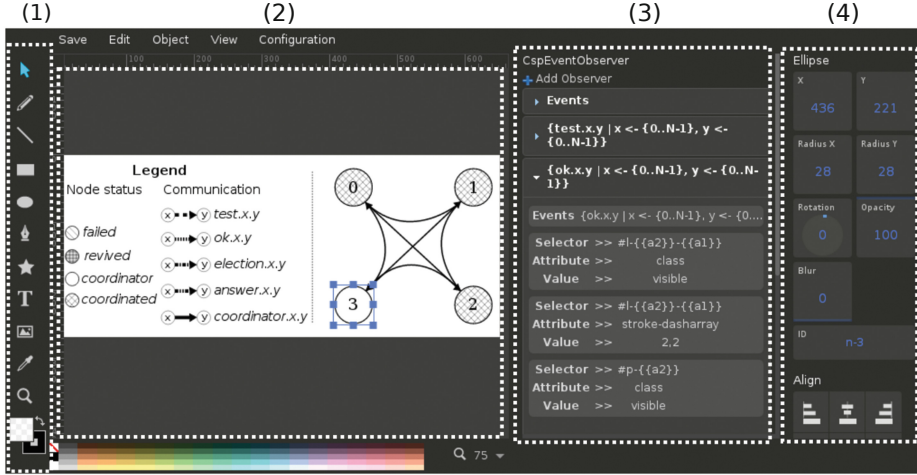 (1) (2) (3) (4)
Save Edit Object View Configuration
100 200 300 400 500 600
Legend
Node status Communication
failed
revived
coordinator
coordinated
x y test.x.y
x y ok.x.y
x y election.x.y
x y answer.x.y
x y coordinator.x.y
0 1
3 2
T
75
CspEventObserver
Add Observer
Events
{test.x.y | x <- {0..N-1}, y <-
{0..N-1}}
{ok.x.y | x <- {0..N-1}, y <- {0..N-
1}}
Events {ok.x.y | x <- {0..N-1}, y <- {0....
Selector >> #l-{{a2}}-{{a1}}
Attribute >> class
Value >> visible
Selector >> #l-{{a2}}-{{a1}}
Attribute >> stroke-dasharray
Value >> 2,2
Selector >> #p-{{a2}}
Attribute >> class
Value >> visible
Ellipse
X Y
436 221
Radius X Radius Y
28 28
Rotation Opacity
0 100
Blur
0
ID
n-3
Align